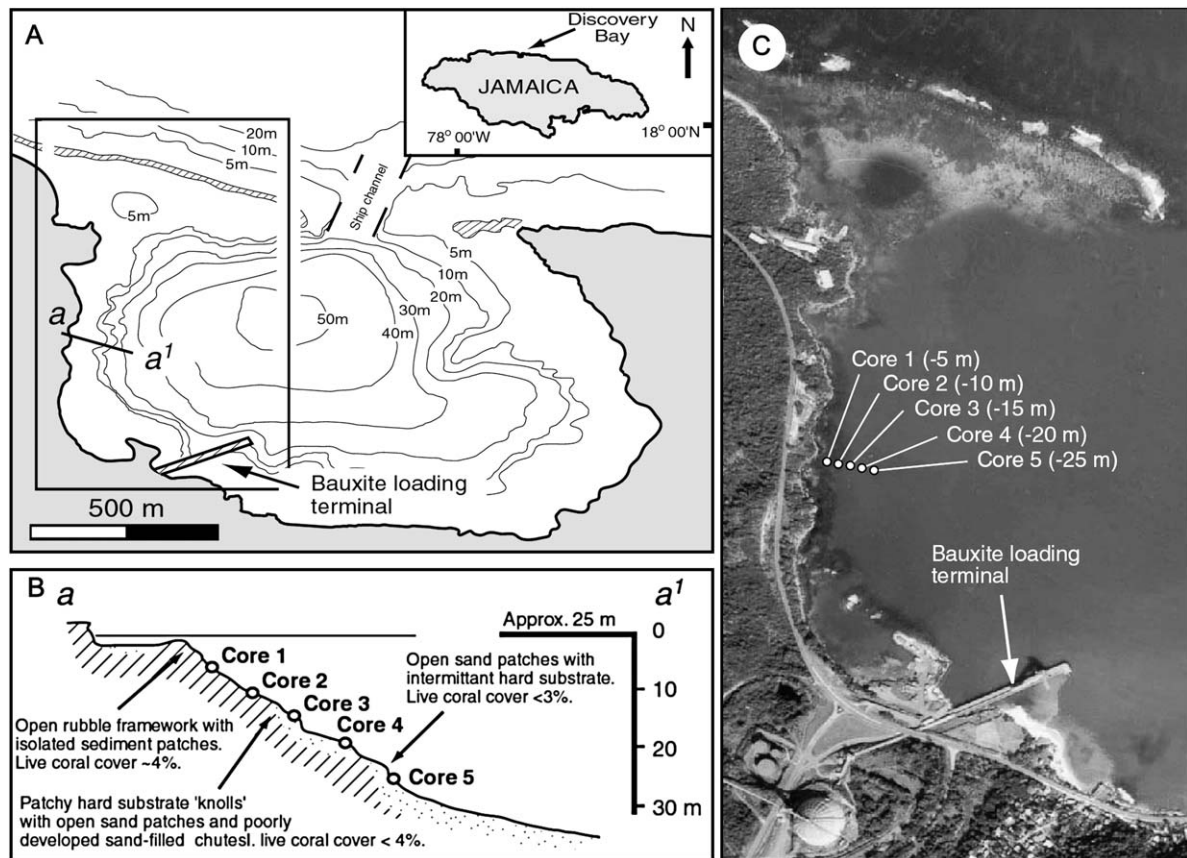 A
Discovery
Bay
N
JAMAICA
78° 00'W
18° 00'N
20m
10m
5m
5m
Ship channel
5m
10m
20m
30m
40m
50m
a
a¹
Bauxite loading
terminal
500 m
B
a
a¹
Approx. 25 m
0
10
20
30 m
Core 1
Core 2
Core 3
Core 4
Core 5
Open sand patches with
intermittant hard substrate.
Live coral cover <3%.
Open rubble framework with
isolated sediment patches.
Live coral cover ~4%.
Patchy hard substrate 'knolls'
with open sand patches and poorly
developed sand-filled chutesl. live coral cover < 4%.
C
Core 1 (-5 m)
Core 2 (-10 m)
Core 3 (-15 m)
Core 4 (-20 m)
Core 5 (-25 m)
Bauxite loading
terminal